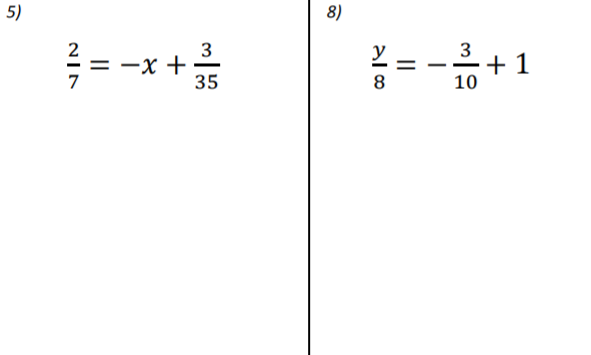 5)
2/7 = −x + 3/35
8)
y/8 = − 3/10 + 1